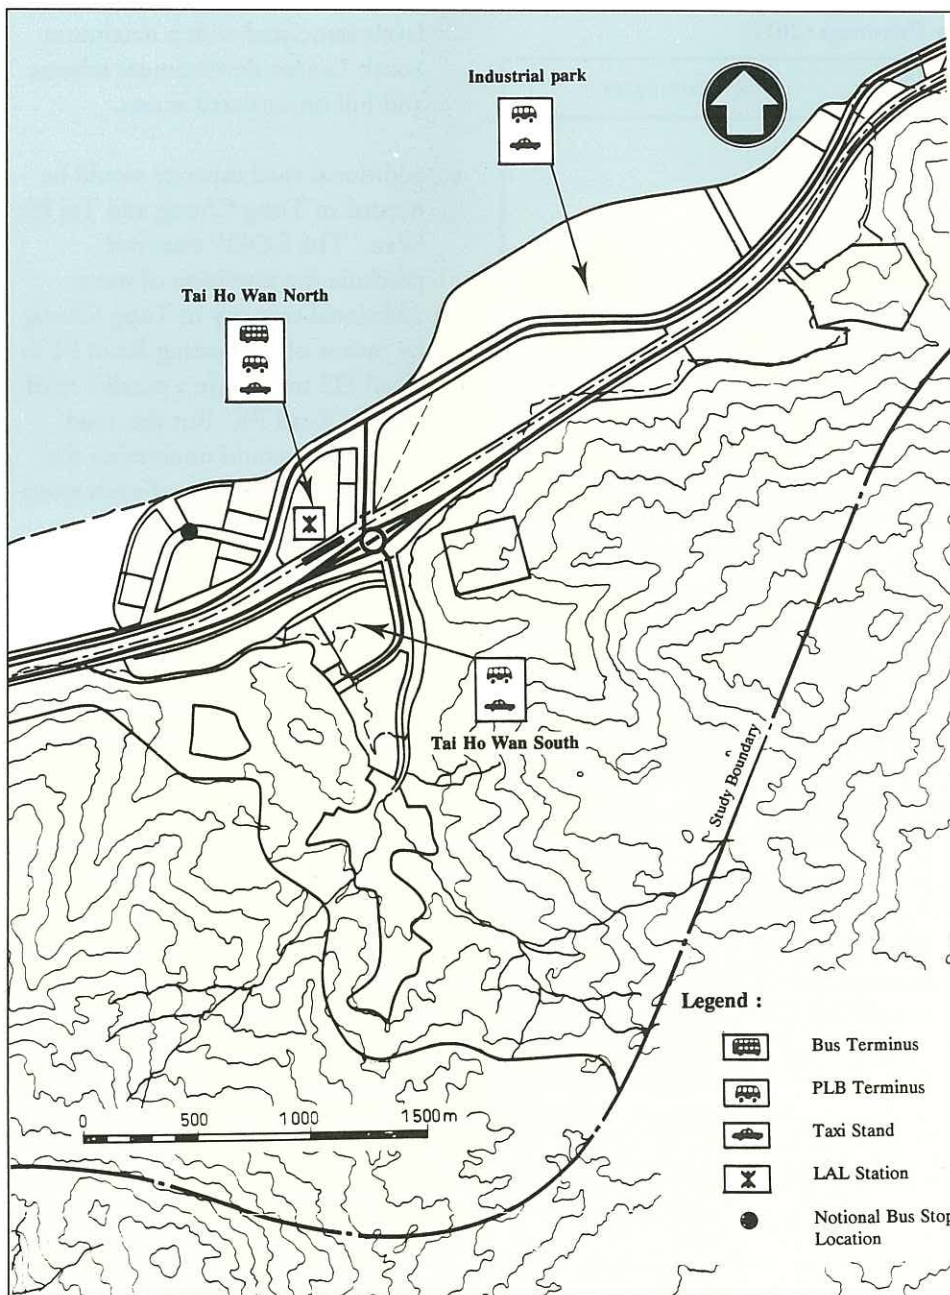 Industrial park
Tai Ho Wan North
Tai Ho Wan South
Study Boundary
Legend :
Bus Terminus
PLB Terminus
Taxi Stand
LAL Station
Notional Bus Stop
Location
0 500 1000 1500 m